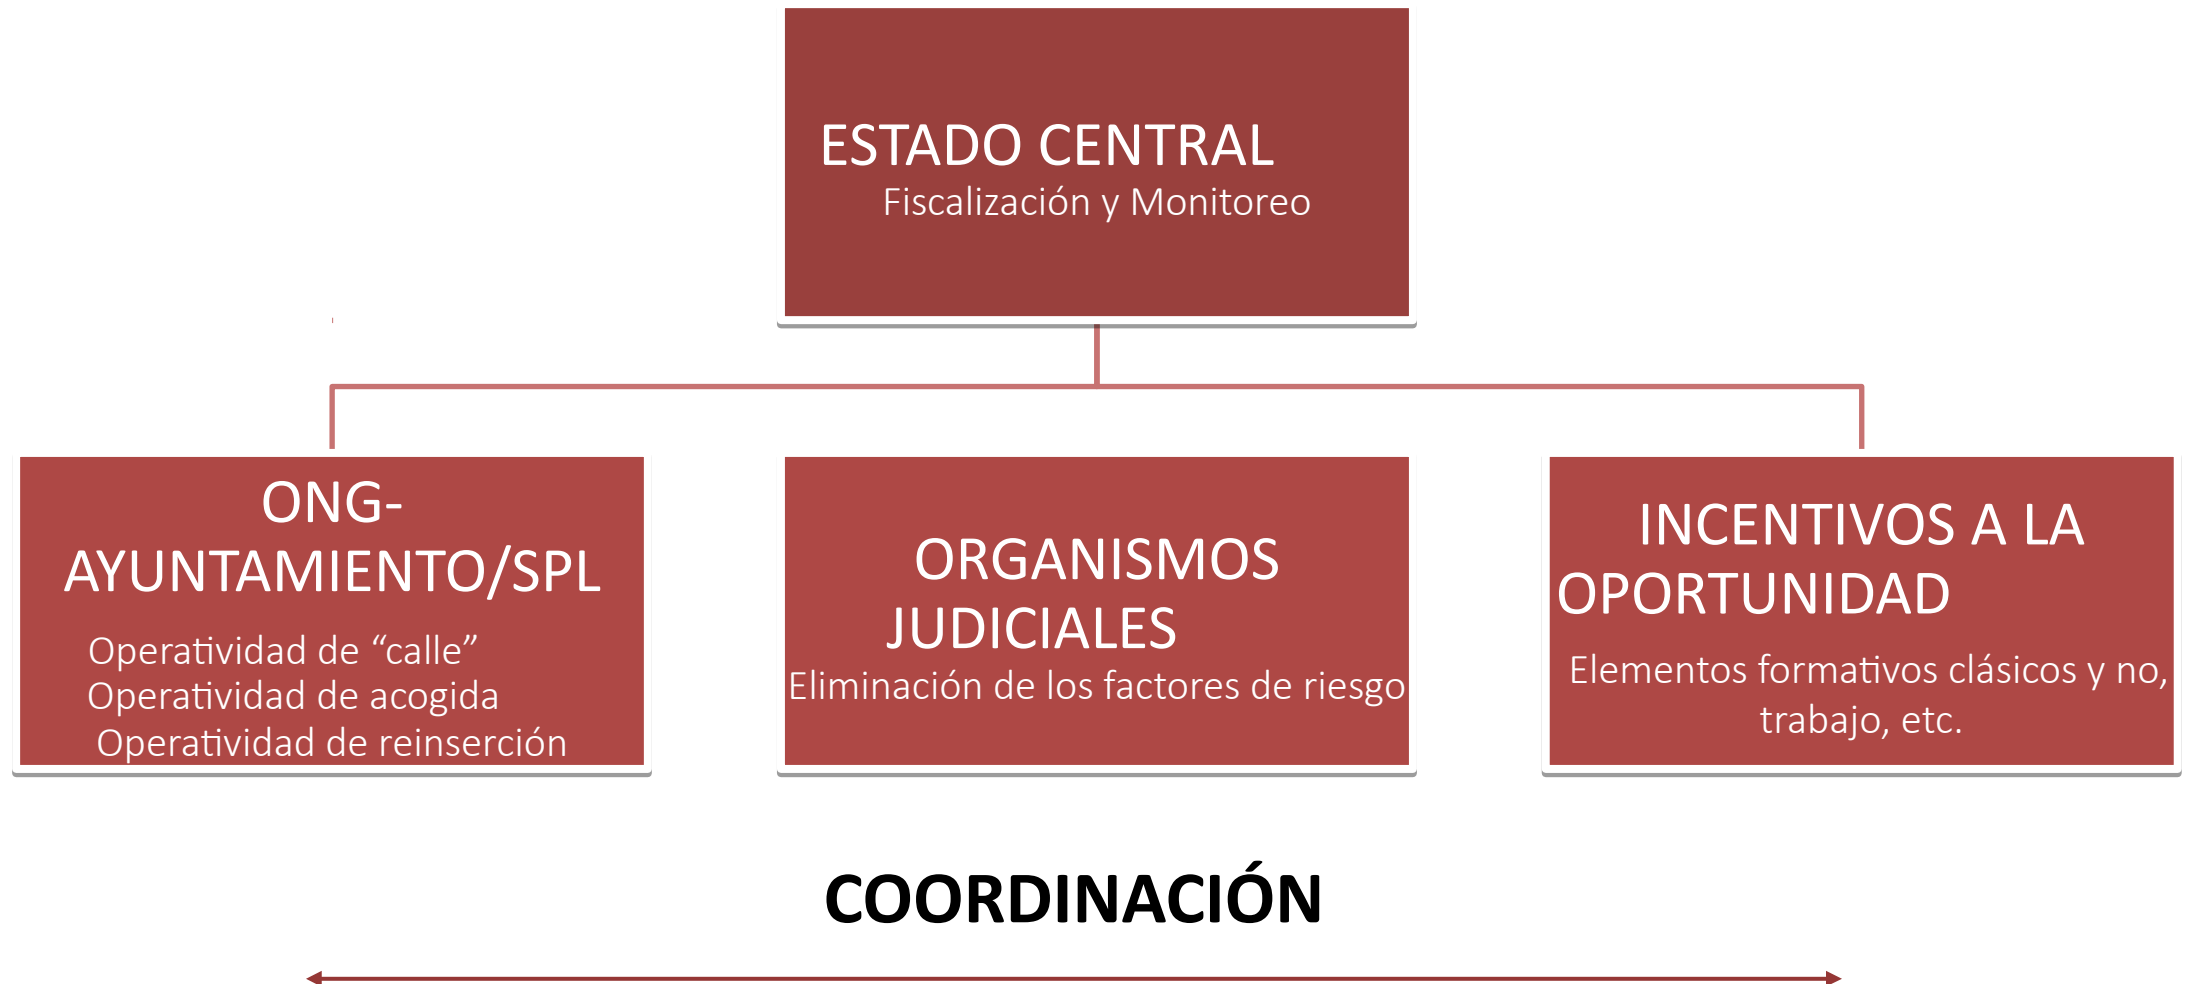 ESTADO CENTRAL
Fiscalización y Monitoreo
ONG-
AYUNTAMIENTO/SPL
Operatividad de “calle”
Operatividad de acogida
Operatividad de reinserción
ORGANISMOS
JUDICIALES
Eliminación de los factores de riesgo
INCENTIVOS A LA
OPORTUNIDAD
Elementos formativos clásicos y no,
trabajo, etc.
COORDINACIÓN